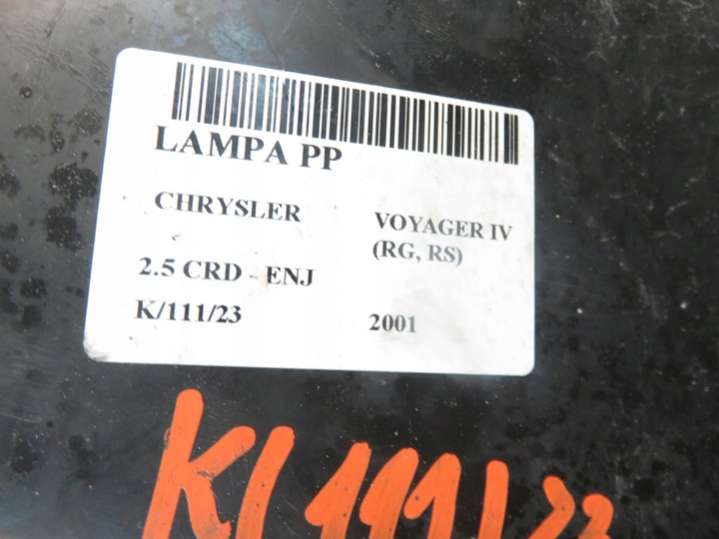 LAMPA PP
CHRYSLER VOYAGER IV
(RG, RS)
2.5 CRD - ENJ
K/111/23 2001
K/111/23